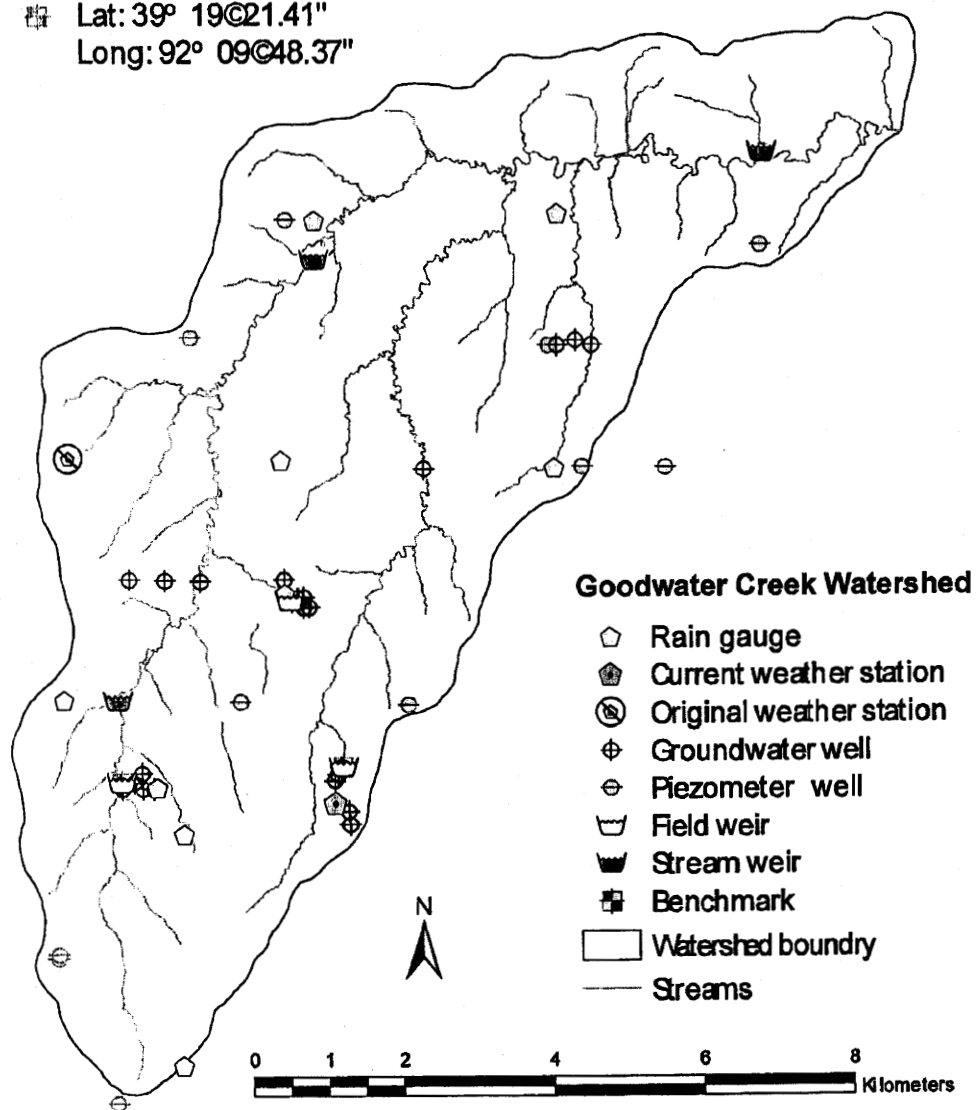 Lat: 39º 19©21.41"
Long: 92º 09©48.37"
Goodwater Creek Watershed
Rain gauge
Current weather station
Original weather station
Groundwater well
Piezometer well
Field weir
Stream weir
Benchmark
Watershed boundry
Streams
N
0 1 2 4 6 8
Kilometers